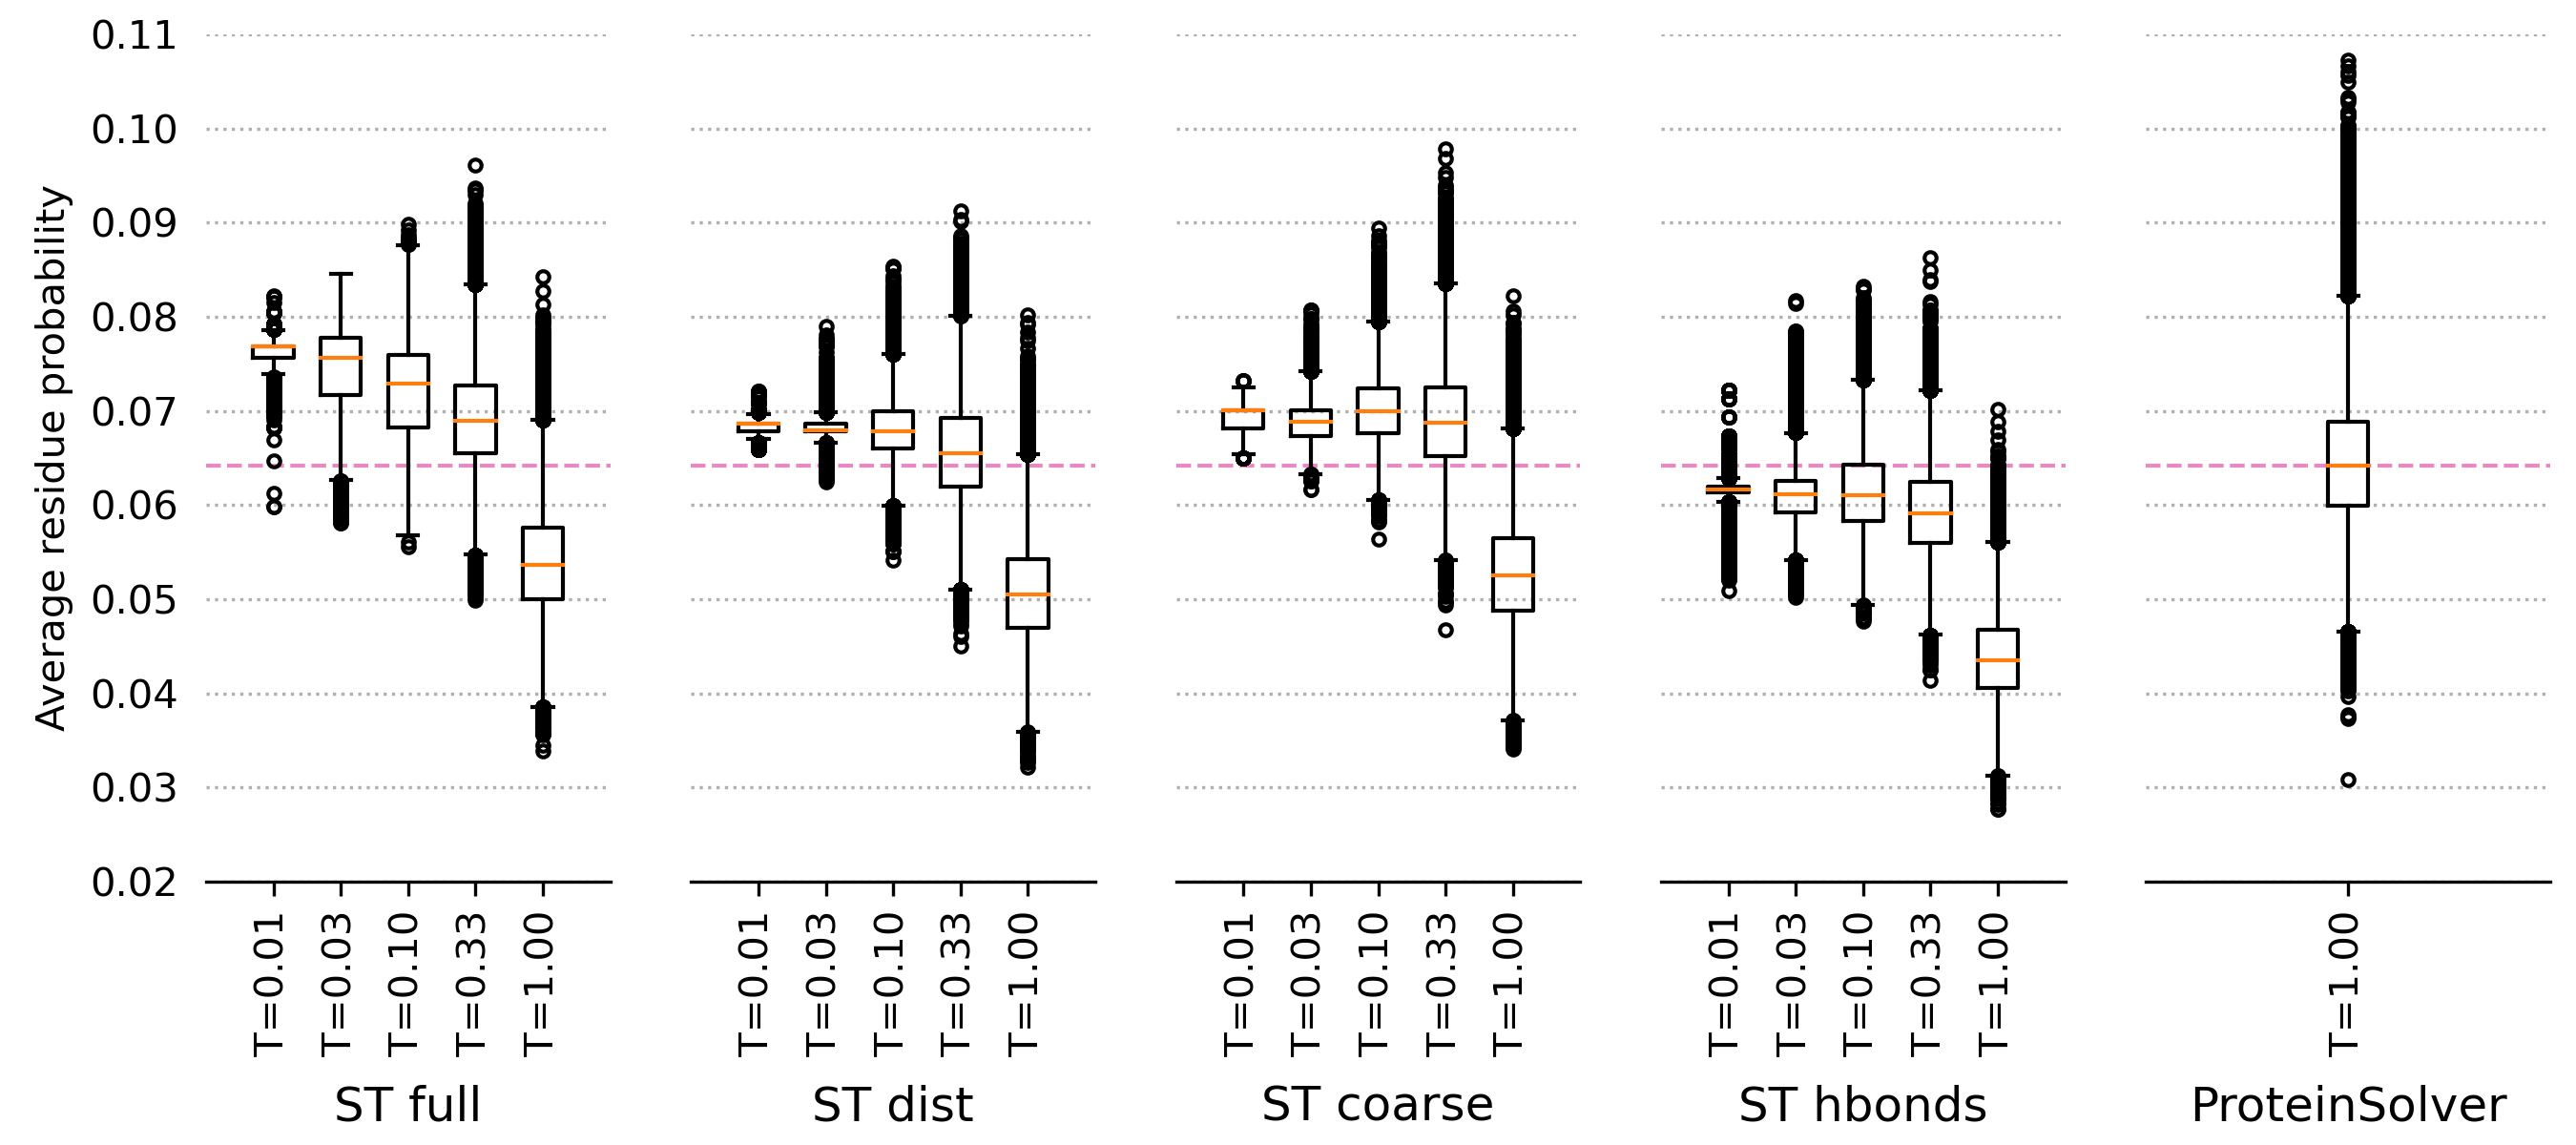 Average residue probability
0.11
0.10
0.09
0.08
0.07
0.06
0.05
0.04
0.03
0.02
T=0.01
T=0.03
T=0.10
T=0.33
T=1.00
ST full
T=0.01
T=0.03
T=0.10
T=0.33
T=1.00
ST dist
T=0.01
T=0.03
T=0.10
T=0.33
T=1.00
ST coarse
T=0.01
T=0.03
T=0.10
T=0.33
T=1.00
ST hbonds
T=1.00
ProteinSolver